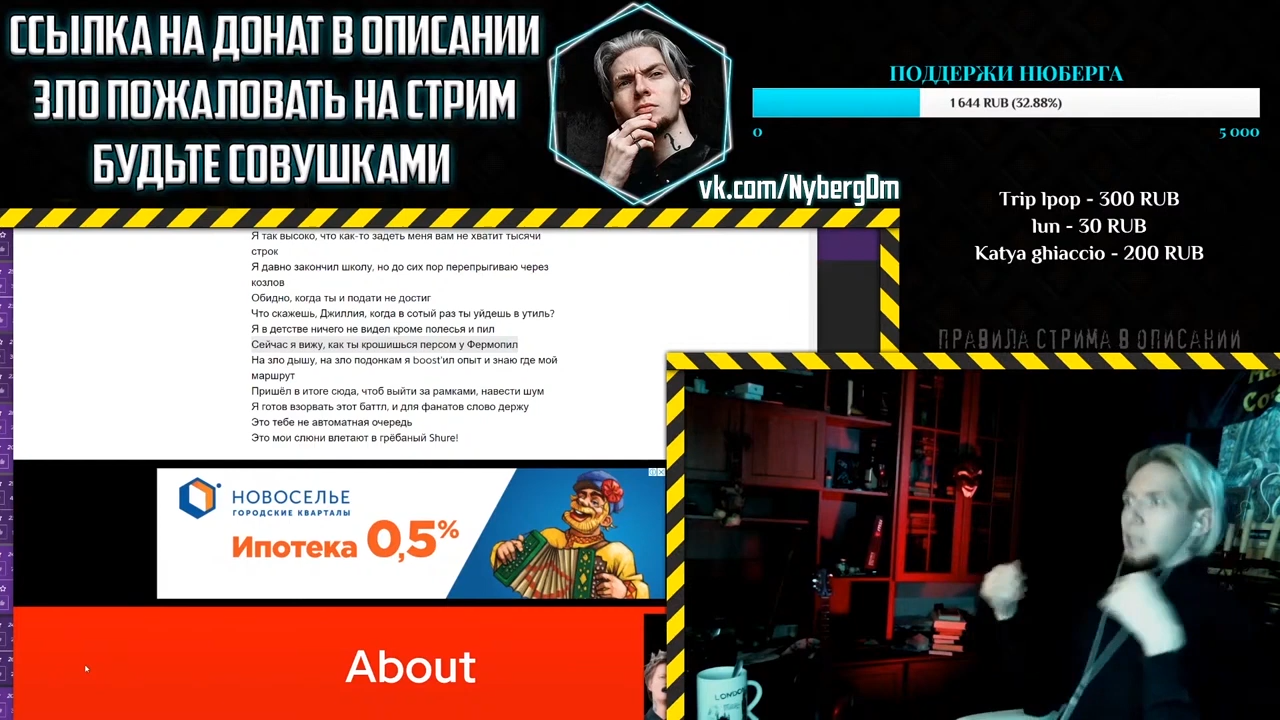 ССЫЛКА НА ДОНАТ В ОПИСАНИИ
ЗЛО ПОЖАЛОВАТЬ НА СТРИМ
БУДЬТЕ СОВУШКАМИ
vk.com/NybergDm
ПОДДЕРЖИ НЮБЕРГА
1 644 RUB (32.88%)
0
5 000
Trip lpop - 300 RUB
lun - 30 RUB
Katya ghiaccio - 200 RUB
ПРАВИЛА СТРИМА В ОПИСАНИИ
Я так высоко, что как-то задеть меня вам не хватит тысячи
строк
Я давно закончил школу, но до сих пор перепрыгиваю через
козлов
Обидно, когда ты и подати не достиг
Что скажешь, Джиллия, когда в сотый раз ты уйдешь в утиль?
Я в детстве ничего не видел кроме полесья и пил
Сейчас я вижу, как ты крошишься персом у Фермопил
На зло дышу, на зло подонкам я boost'ил опыт и знаю где мой
маршрут
Пришёл в итоге сюда, чтоб выйти за рамками, навести шум
Я готов взорвать этот баттл, и для фанатов слово держу
Это тебе не автоматная очередь
Это мои слюни влетают в грёбаный Shure!
НОВОСЕЛЬЕ
ГОРОДСКИЕ КВАРТАЛЫ
Ипотека 0,5%
About
LONDON